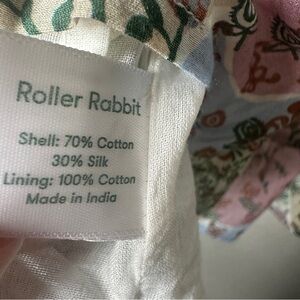 Roller Rabbit
Shell: 70% Cotton
30% Silk
Lining: 100% Cotton
Made in India